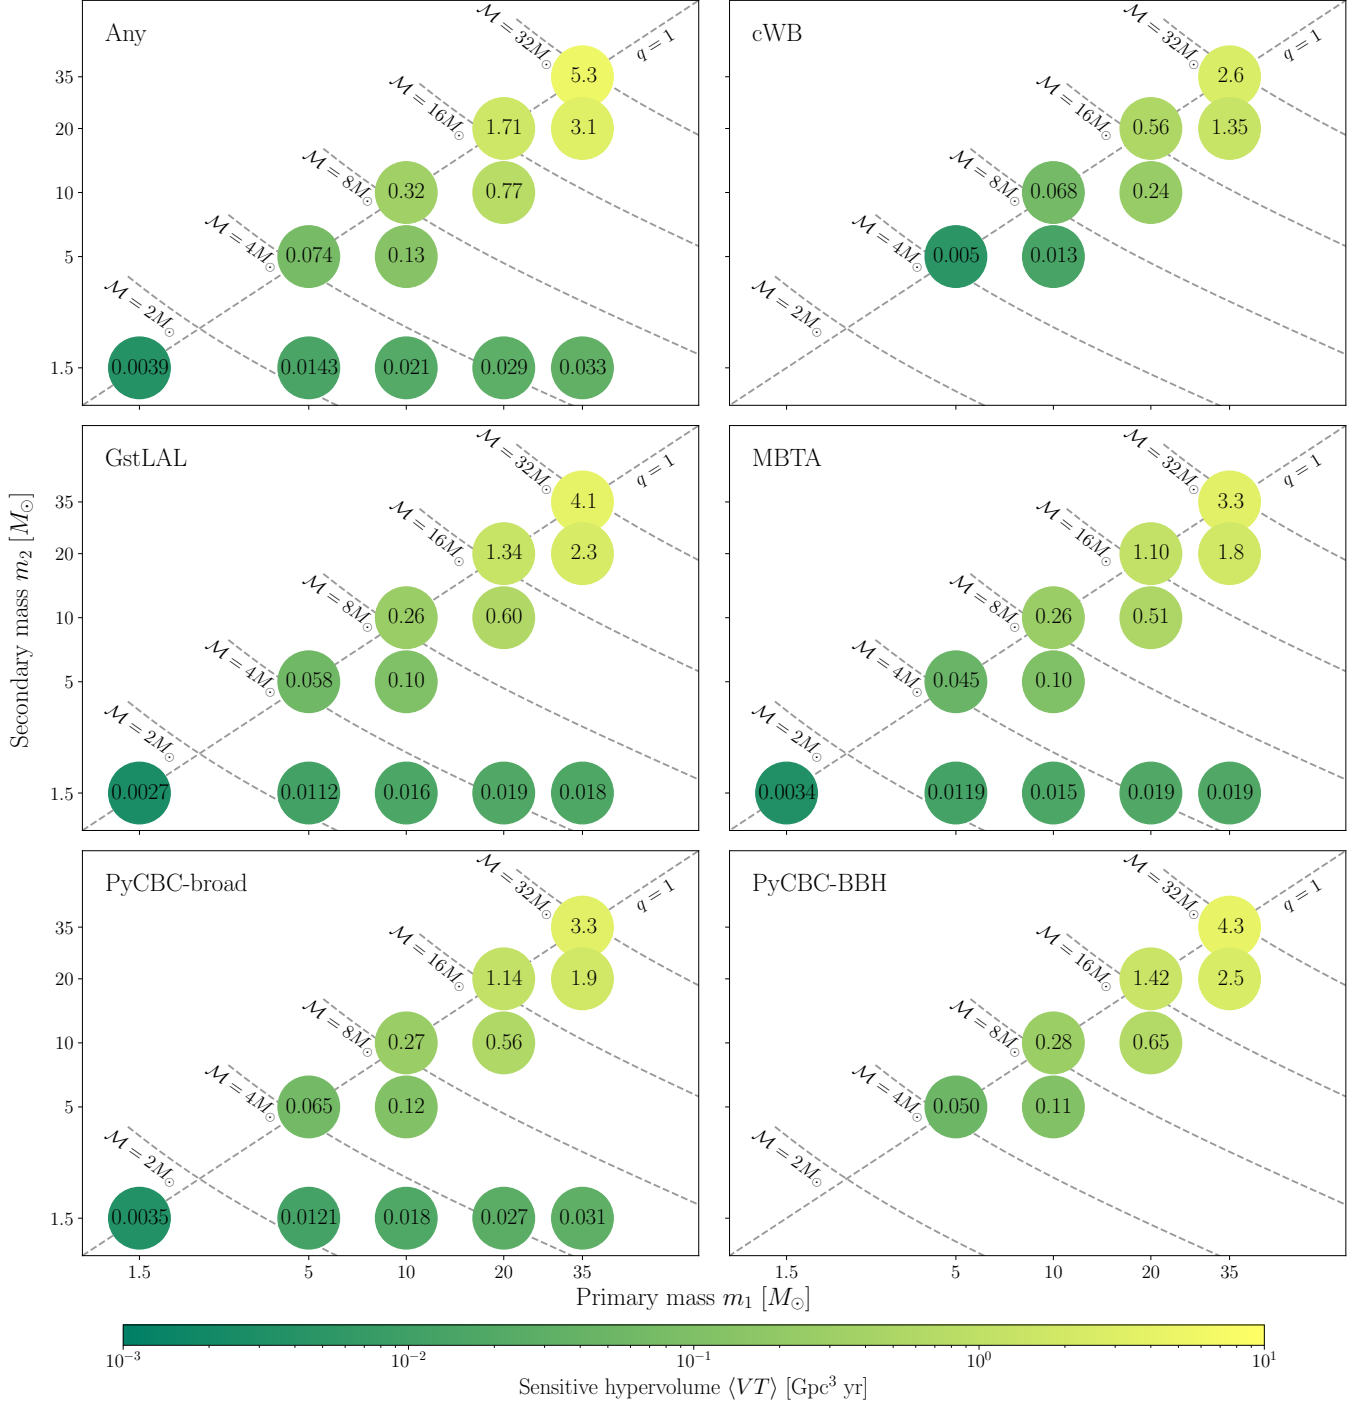 Any
ℳ = 32M⊙
q = 1
ℳ = 16M⊙
ℳ = 8M⊙
ℳ = 4M⊙
ℳ = 2M⊙
35
20
10
5
1.5
5.3
1.71
3.1
0.32
0.77
0.074
0.13
0.0039
0.0143
0.021
0.029
0.033
cWB
ℳ = 32M⊙
q = 1
ℳ = 16M⊙
ℳ = 8M⊙
ℳ = 4M⊙
ℳ = 2M⊙
2.6
0.56
1.35
0.068
0.24
0.005
0.013
Secondary mass m₂ [M⊙]
GstLAL
ℳ = 32M⊙
q = 1
ℳ = 16M⊙
ℳ = 8M⊙
ℳ = 4M⊙
ℳ = 2M⊙
35
20
10
5
1.5
4.1
1.34
2.3
0.26
0.60
0.058
0.10
0.0027
0.0112
0.016
0.019
0.018
MBTA
ℳ = 32M⊙
q = 1
ℳ = 16M⊙
ℳ = 8M⊙
ℳ = 4M⊙
ℳ = 2M⊙
3.3
1.10
1.8
0.26
0.51
0.045
0.10
0.0034
0.0119
0.015
0.019
0.019
PyCBC-broad
ℳ = 32M⊙
q = 1
ℳ = 16M⊙
ℳ = 8M⊙
ℳ = 4M⊙
ℳ = 2M⊙
35
20
10
5
1.5
3.3
1.14
1.9
0.27
0.56
0.065
0.12
0.0035
0.0121
0.018
0.027
0.031
1.5 5 10 20 35
PyCBC-BBH
ℳ = 32M⊙
q = 1
ℳ = 16M⊙
ℳ = 8M⊙
ℳ = 4M⊙
ℳ = 2M⊙
4.3
1.42
2.5
0.28
0.65
0.050
0.11
1.5 5 10 20 35
Primary mass m₁ [M⊙]
10⁻³ 10⁻² 10⁻¹ 10⁰ 10¹
Sensitive hypervolume ⟨VT⟩ [Gpc³ yr]